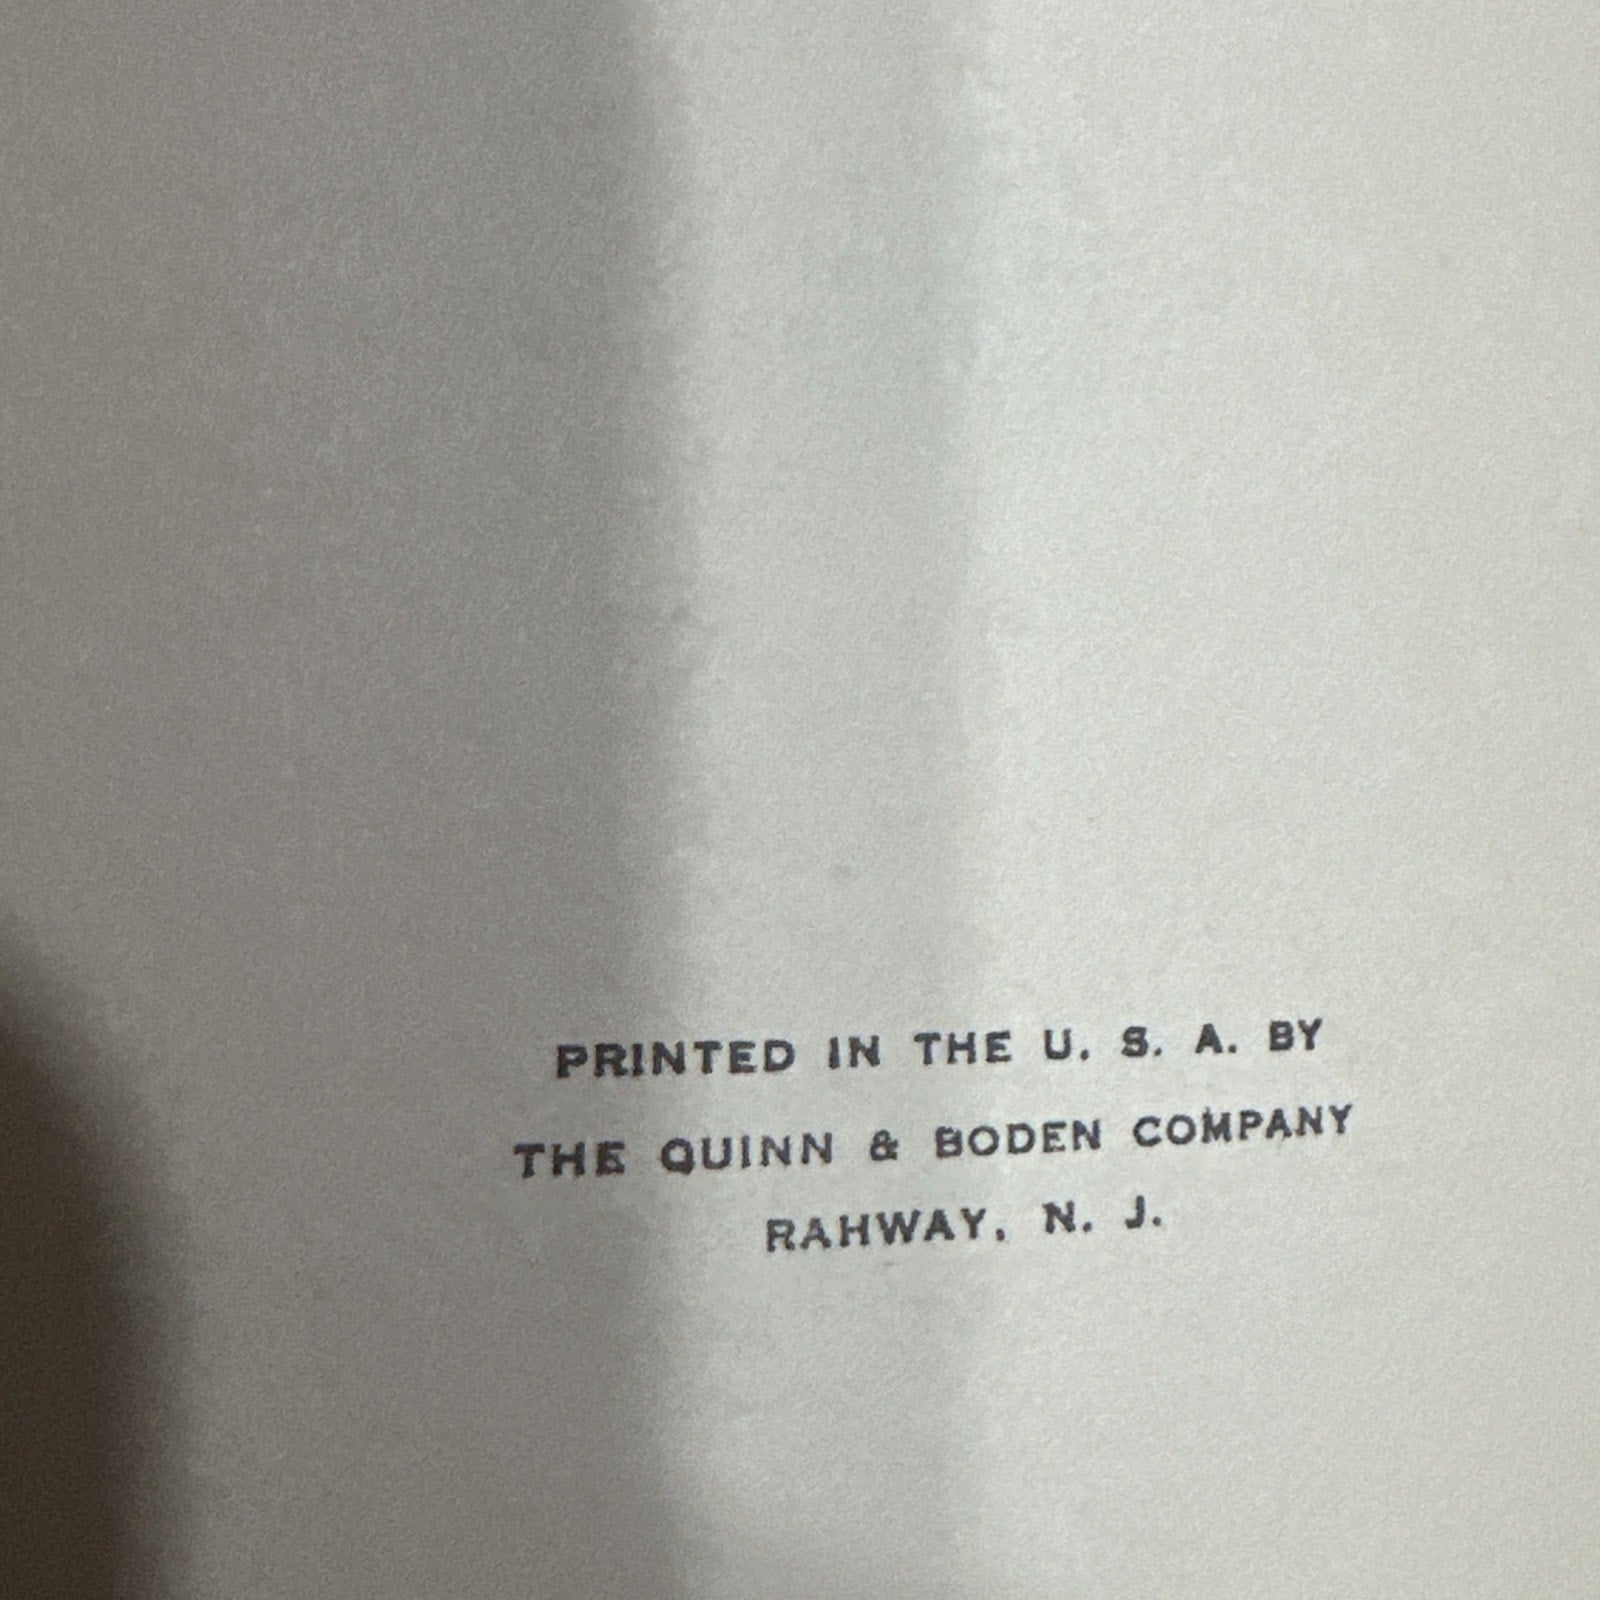 PRINTED IN THE U. S. A. BY
THE QUINN & BODEN COMPANY
RAHWAY, N. J.